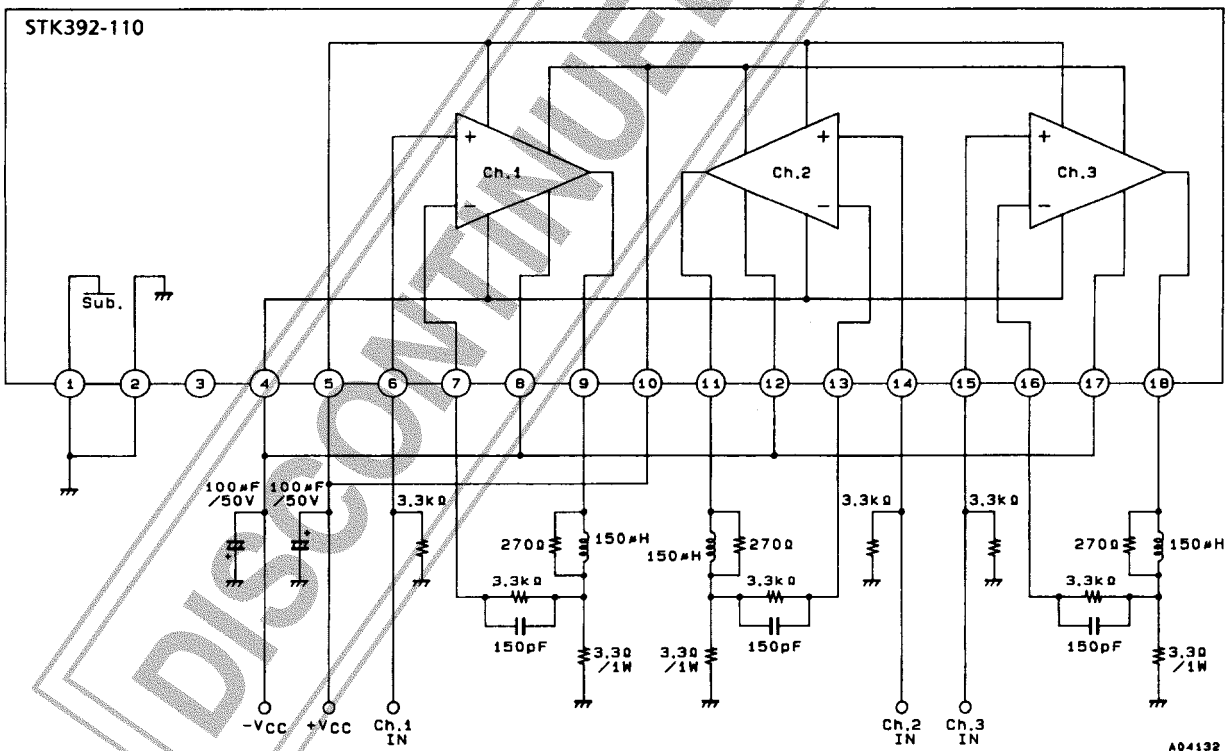 STK392-110
DISCONTINUED
+
Ch.1
−
+
Ch.2
−
+
Ch.3
−
Sub.
1 2 3 4 5 6 7 8 9 10 11 12 13 14 15 16 17 18
100μF
/50V
100μF
/50V
3.3kΩ
270Ω
150μH
3.3kΩ
150pF
3.3Ω
/1W
150μH
270Ω
3.3kΩ
150pF
3.3Ω
/1W
3.3kΩ
3.3kΩ
270Ω
150μH
3.3kΩ
150pF
3.3Ω
/1W
-VCC
+VCC
Ch.1
IN
Ch.2
IN
Ch.3
IN
A04132